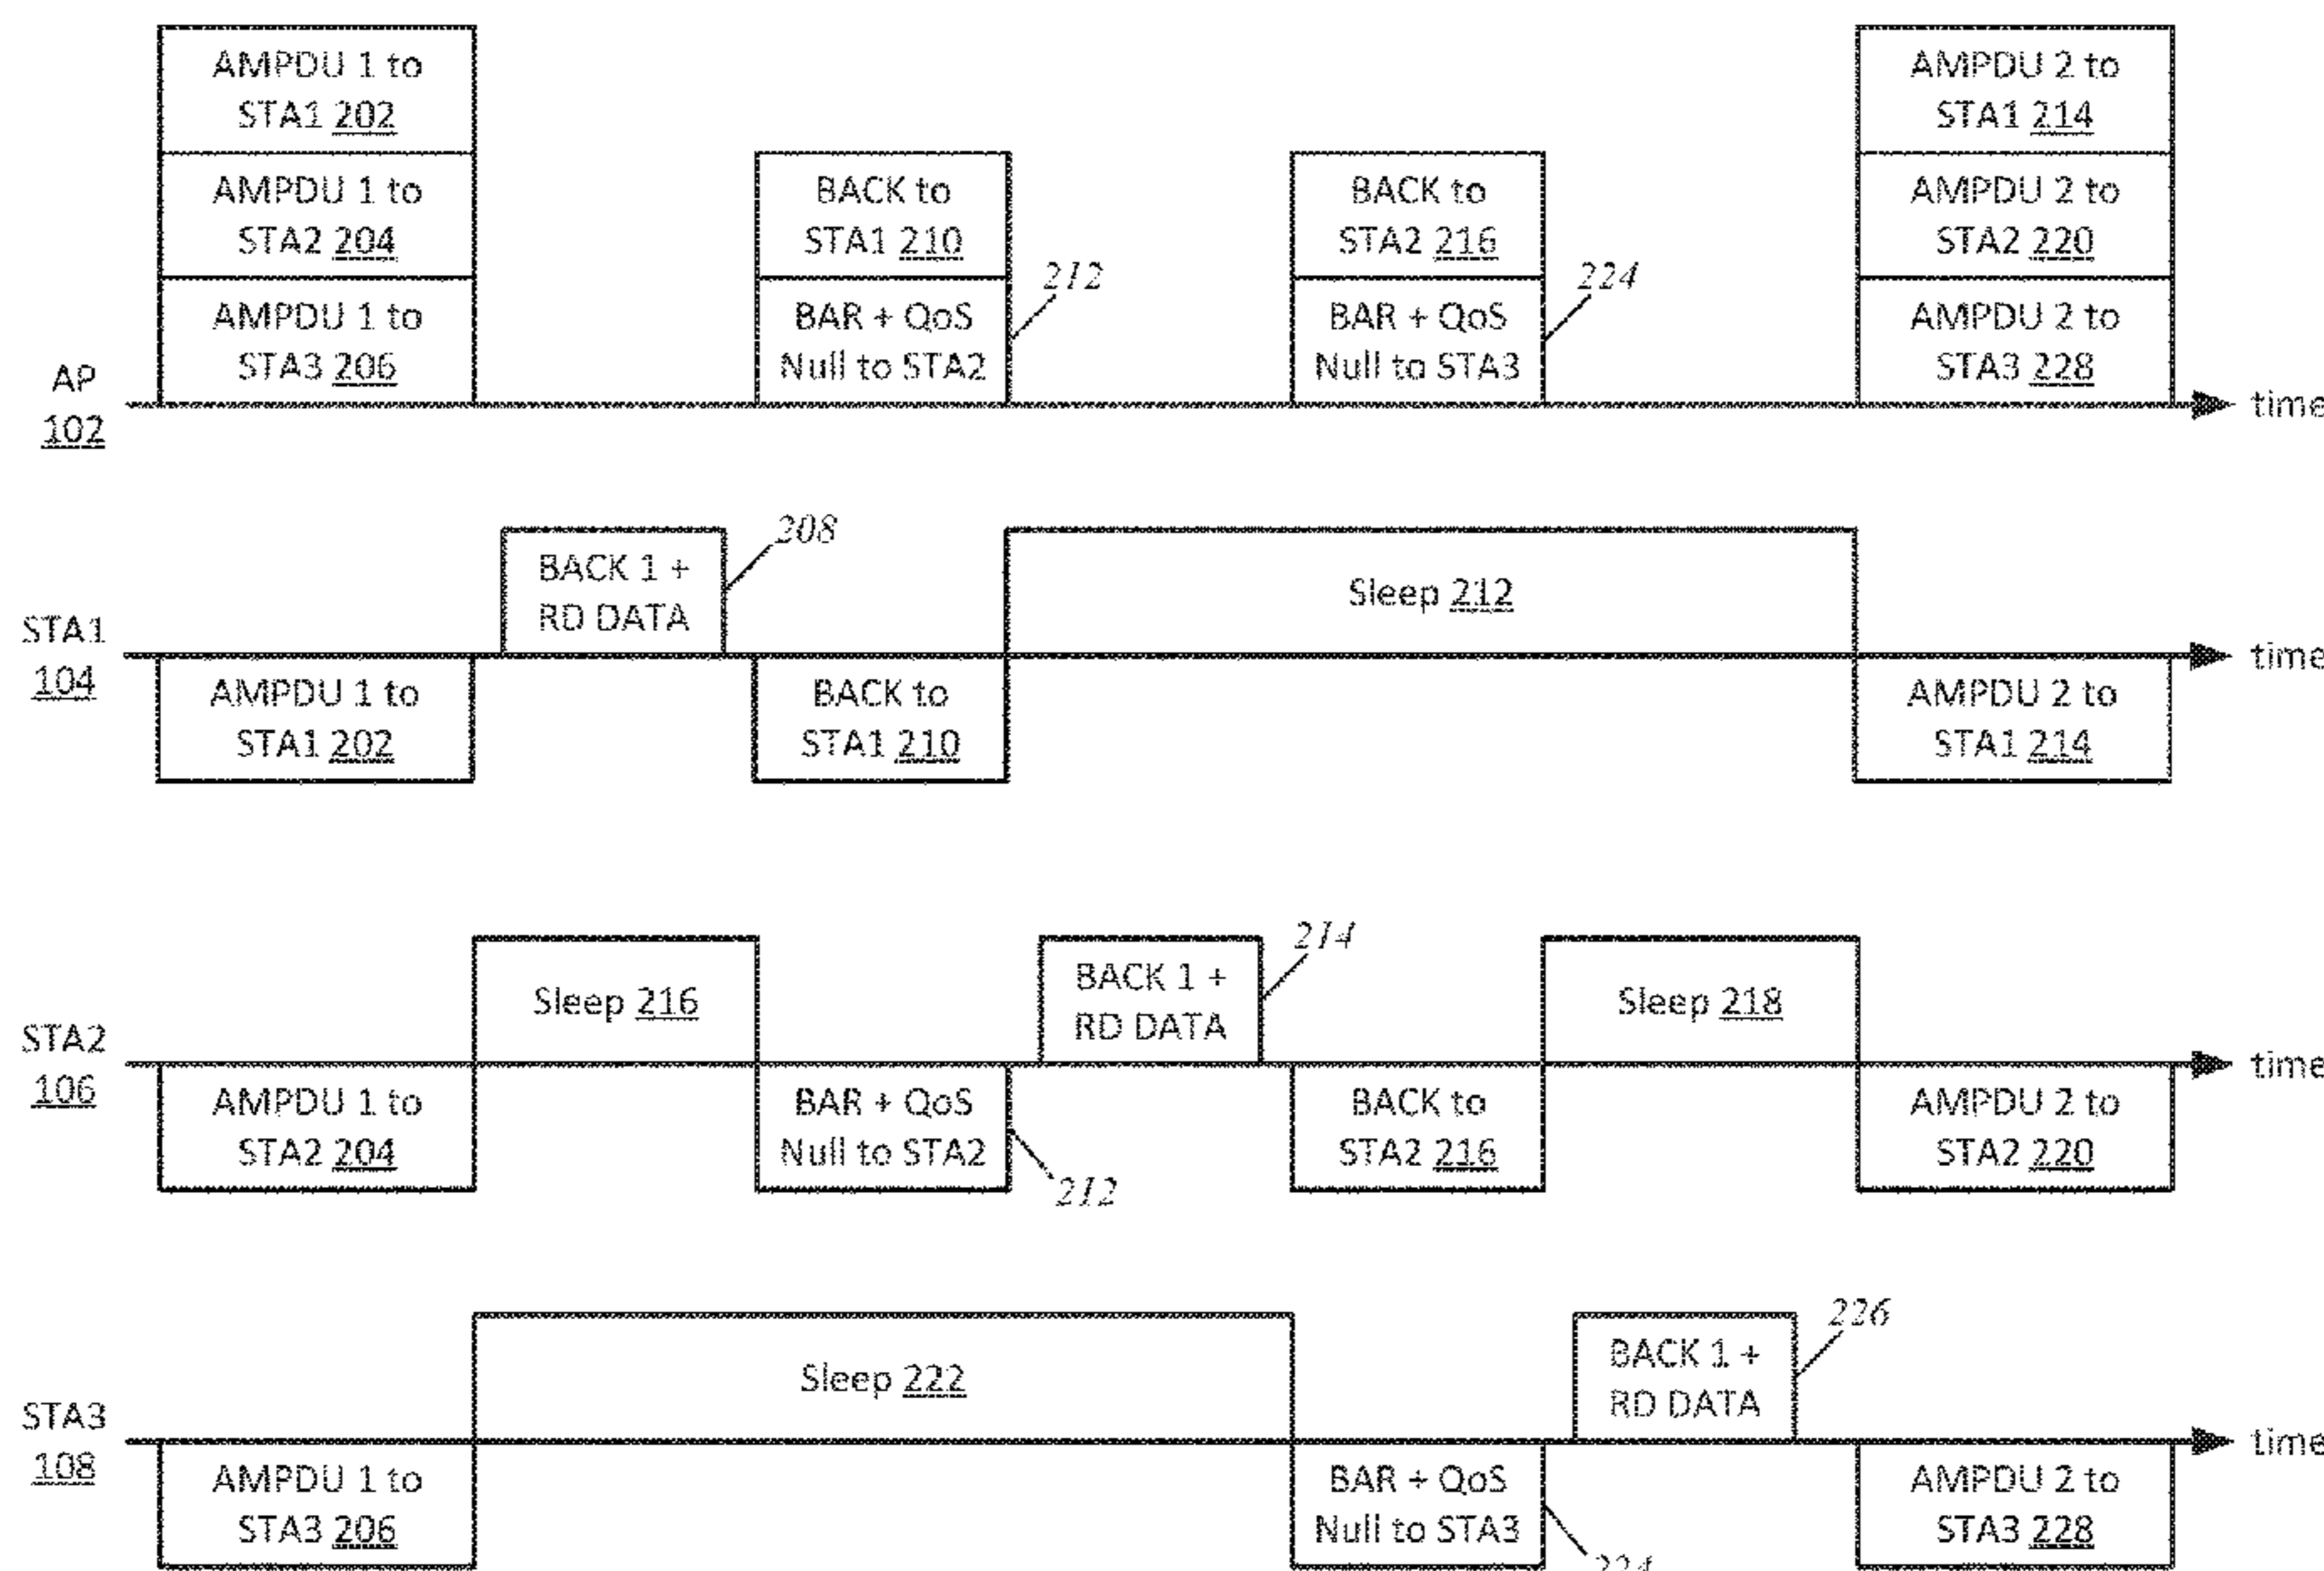 AMPDU 1 to
STA1 202
AMPDU 1 to
STA2 204
AMPDU 1 to
STA3 206
BACK to
STA1 210
BAR + QoS
Null to STA2
212
BACK to
STA2 216
BAR + QoS
Null to STA3
224
AMPDU 2 to
STA1 214
AMPDU 2 to
STA2 220
AMPDU 2 to
STA3 228
AP
102
time
STA1
104
AMPDU 1 to
STA1 202
BACK 1 +
RD DATA
208
BACK to
STA1 210
Sleep 212
AMPDU 2 to
STA1 214
time
STA2
106
AMPDU 1 to
STA2 204
Sleep 216
BAR + QoS
Null to STA2
212
BACK 1 +
RD DATA
214
BACK to
STA2 216
Sleep 218
AMPDU 2 to
STA2 220
time
STA3
108
AMPDU 1 to
STA3 206
Sleep 222
BAR + QoS
Null to STA3
BACK 1 +
RD DATA
226
AMPDU 2 to
STA3 228
time